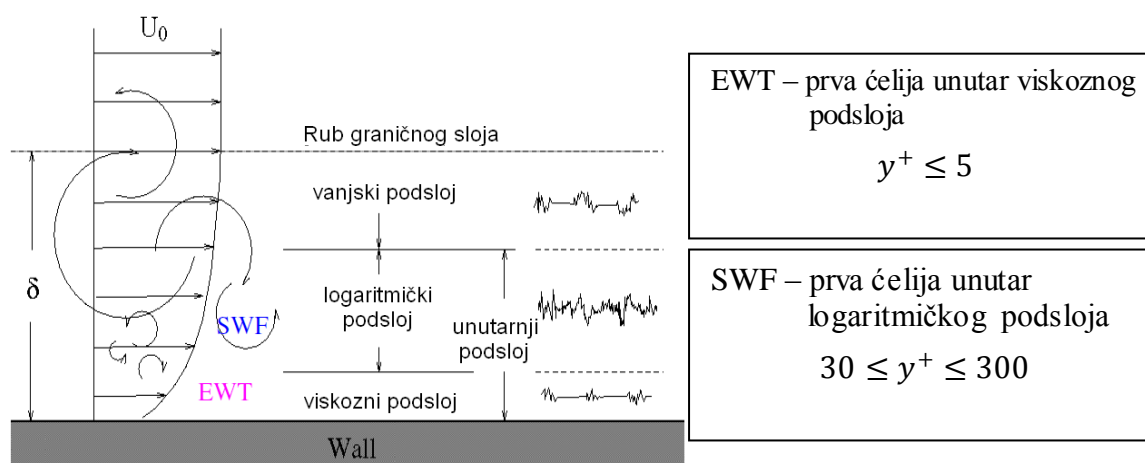 U₀
Rub graničnog sloja
vanjski podsloj
δ
logaritmički
podsloj
SWF
unutarnji
podsloj
EWT
viskozni podsloj
Wall
EWT – prva ćelija unutar viskoznog
podsloja
y⁺ ≤ 5
SWF – prva ćelija unutar
logaritmičkog podsloja
30 ≤ y⁺ ≤ 300